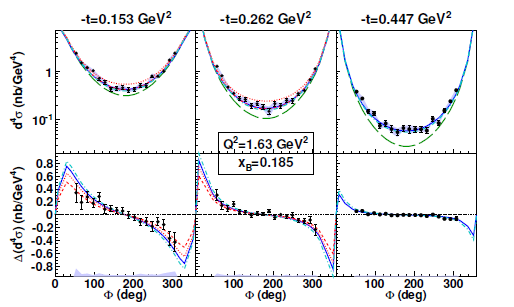 -t=0.153 GeV²
-t=0.262 GeV²
-t=0.447 GeV²
d⁴σ (nb/GeV⁴)
1
10⁻¹
Q²=1.63 GeV²
x_B=0.185
Δ(d⁴σ) (nb/GeV⁴)
0.8
0.6
0.4
0.2
0
-0.2
-0.4
-0.6
-0.8
0 100 200 300
100 200 300
100 200 300
Φ (deg)
Φ (deg)
Φ (deg)